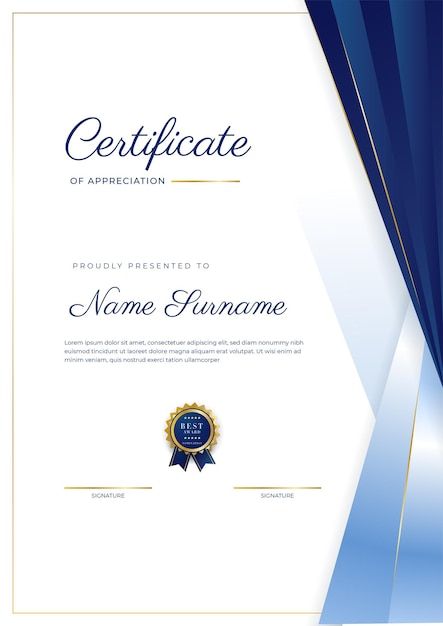 Certificate
OF APPRECIATION
PROUDLY PRESENTED TO
Name Surname
Lorem ipsum dolor sit amet, consectetuer adipiscing elit, sed diam
nonummy nibh euismod tincidunt ut laoreet dolore magna
aliquam erat volutpat. Ut wisi enim ad minim veniam, quis nostrud
exerci tation ullamcorper
BEST
AWARD
SIGNATURE
SIGNATURE